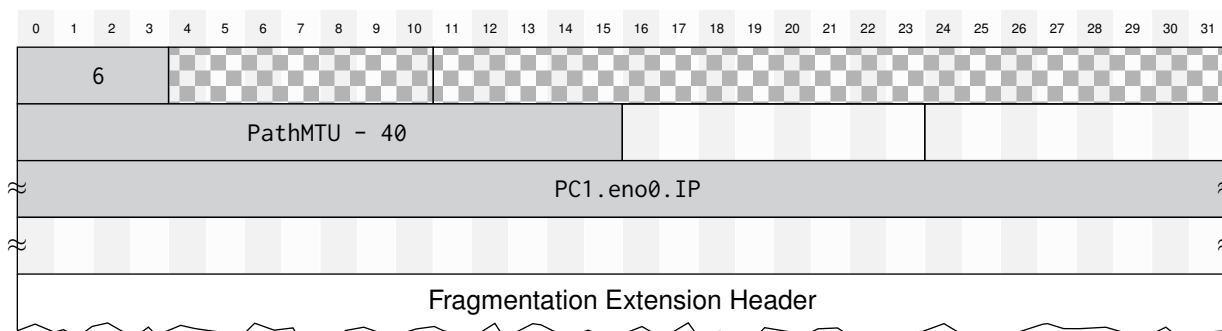 0 1 2 3 4 5 6 7 8 9 10 11 12 13 14 15 16 17 18 19 20 21 22 23 24 25 26 27 28 29 30 31
6
PathMTU - 40
PC1.eno0.IP
Fragmentation Extension Header